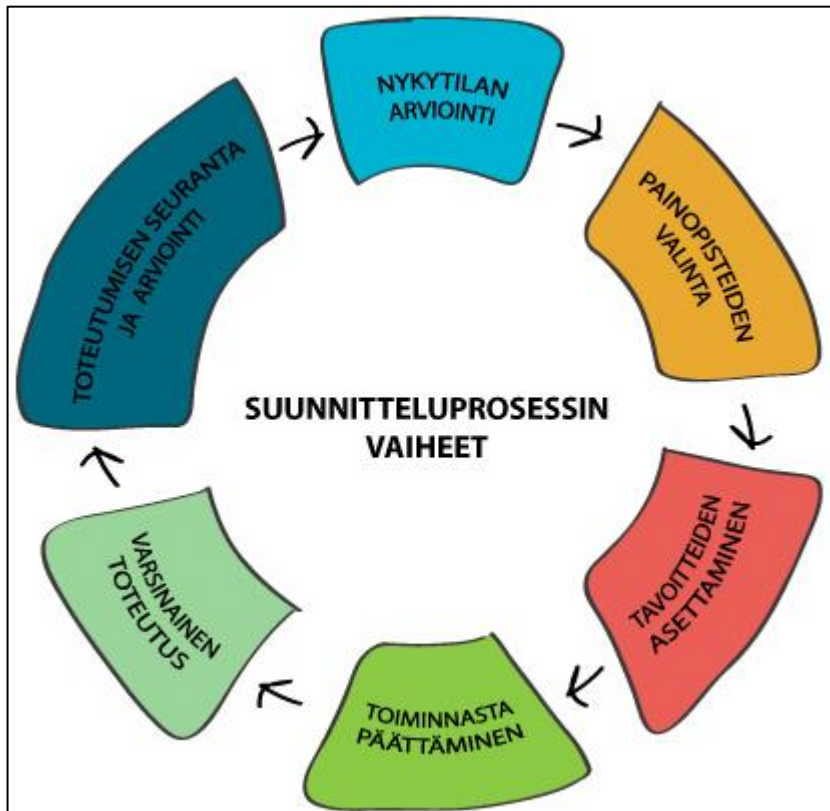 NYKYTILAN
ARVIOINTI
PAINOPISTEIDEN
VALINTA
TAVOITTEIDEN
ASETTAMINEN
TOIMINNASTA
PÄÄTTÄMINEN
VARSINAINEN
TOTEUTUS
TOTEUTUMISEN SEURANTA
JA ARVIOINTI
SUUNNITTELUPROSESSIN
VAIHEET